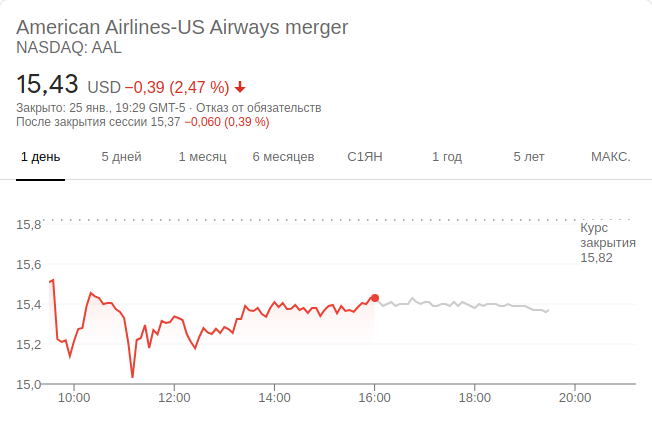 American Airlines-US Airways merger
NASDAQ: AAL
15,43 USD −0,39 (2,47 %)
Закрыто: 25 янв., 19:29 GMT-5 · Отказ от обязательств
После закрытия сессии 15,37 −0,060 (0,39 %)
1 день 5 дней 1 месяц 6 месяцев С1ЯН 1 год 5 лет МАКС.
15,8
Курс
закрытия
15,82
15,6
15,4
15,2
15,0
10:00 12:00 14:00 16:00 18:00 20:00